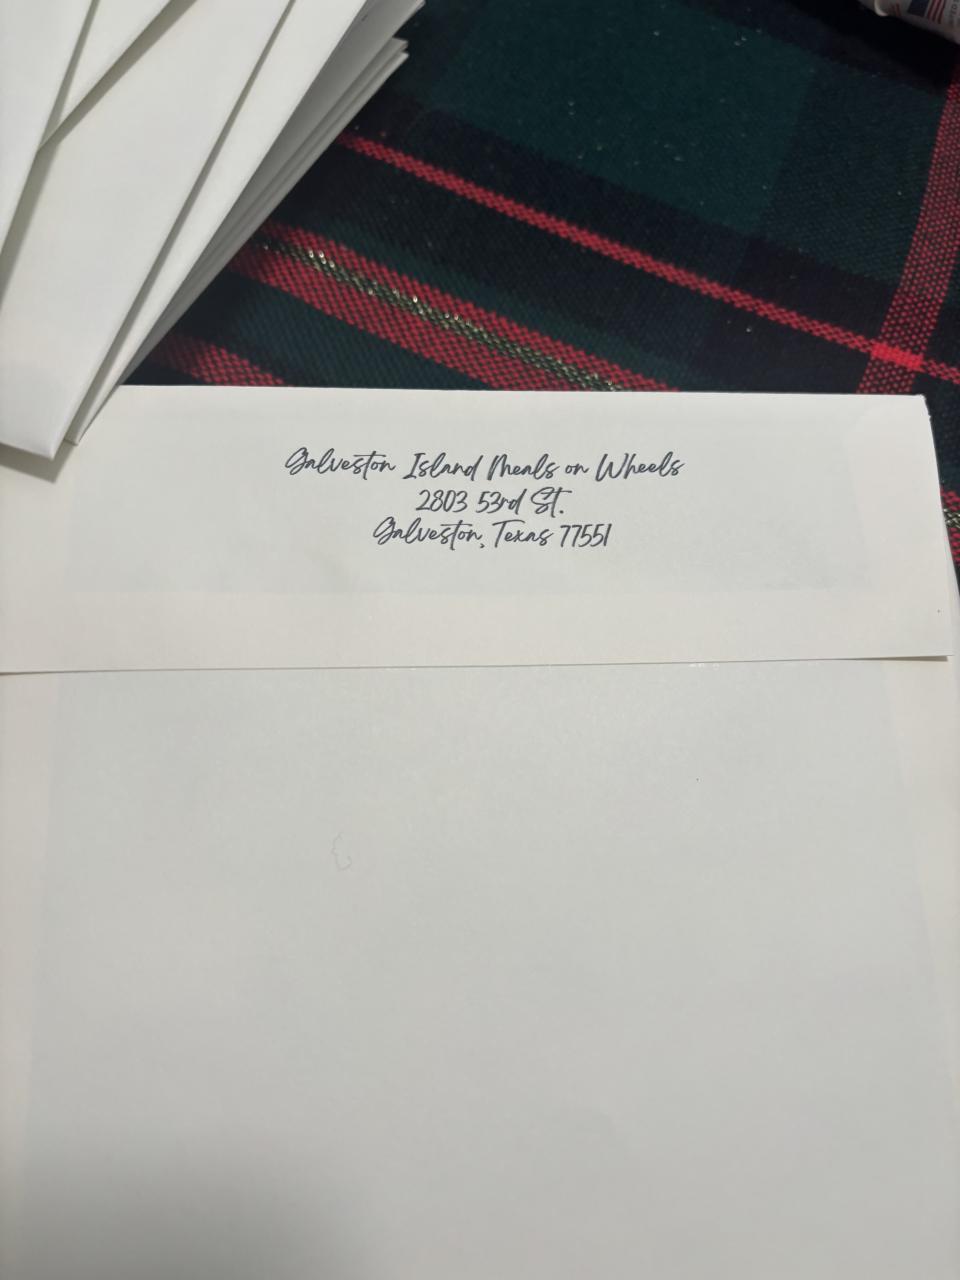 Galveston Island Meals on Wheels
2803 53rd St.
Galveston, Texas 77551